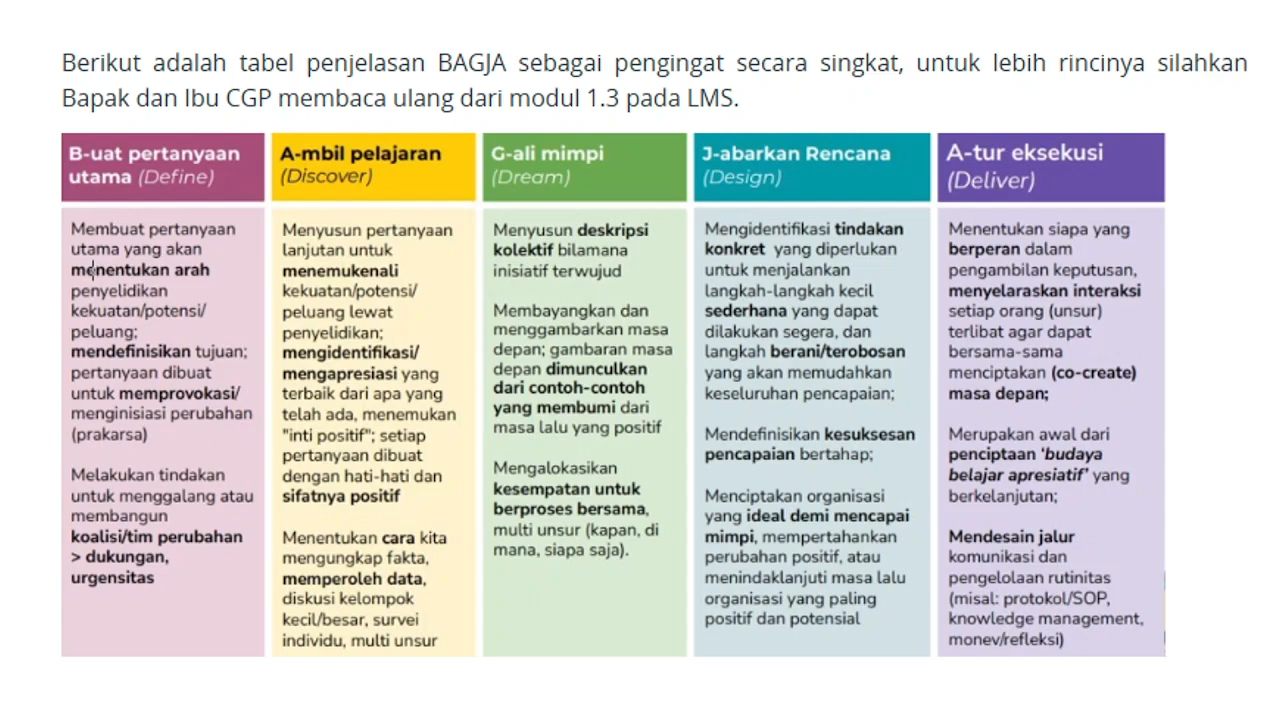 Berikut adalah tabel penjelasan BAGJA sebagai pengingat secara singkat, untuk lebih rincinya silahkan
Bapak dan Ibu CGP membaca ulang dari modul 1.3 pada LMS.
B-uat pertanyaan
utama (Define)
Membuat pertanyaan
utama yang akan
menentukan arah
penyelidikan
kekuatan/potensi/
peluang;
mendefinisikan tujuan;
pertanyaan dibuat
untuk memprovokasi/
menginisiasi perubahan
(prakarsa)
Melakukan tindakan
untuk menggalang atau
membangun
koalisi/tim perubahan
> dukungan,
urgensitas
A-mbil pelajaran
(Discover)
Menyusun pertanyaan
lanjutan untuk
menemukenali
kekuatan/potensi/
peluang lewat
penyelidikan;
mengidentifikasi/
mengapresiasi yang
terbaik dari apa yang
telah ada, menemukan
"inti positif"; setiap
pertanyaan dibuat
dengan hati-hati dan
sifatnya positif
Menentukan cara kita
mengungkap fakta,
memperoleh data,
diskusi kelompok
kecil/besar, survei
individu, multi unsur
G-ali mimpi
(Dream)
Menyusun deskripsi
kolektif bilamana
inisiatif terwujud
Membayangkan dan
menggambarkan masa
depan; gambaran masa
depan dimunculkan
dari contoh-contoh
yang membumi dari
masa lalu yang positif
Mengalokasikan
kesempatan untuk
berproses bersama,
multi unsur (kapan, di
mana, siapa saja).
J-abarkan Rencana
(Design)
Mengidentifikasi tindakan
konkret yang diperlukan
untuk menjalankan
langkah-langkah kecil
sederhana yang dapat
dilakukan segera, dan
langkah berani/terobosan
yang akan memudahkan
keseluruhan pencapaian;
Mendefinisikan kesuksesan
pencapaian bertahap;
Menciptakan organisasi
yang ideal demi mencapai
mimpi, mempertahankan
perubahan positif, atau
menindaklanjuti masa lalu
organisasi yang paling
positif dan potensial
A-tur eksekusi
(Deliver)
Menentukan siapa yang
berperan dalam
pengambilan keputusan,
menyelaraskan interaksi
setiap orang (unsur)
terlibat agar dapat
bersama-sama
menciptakan (co-create)
masa depan;
Merupakan awal dari
penciptaan 'budaya
belajar apresiatif' yang
berkelanjutan;
Mendesain jalur
komunikasi dan
pengelolaan rutinitas
(misal: protokol/SOP,
knowledge management,
monev/refleksi)